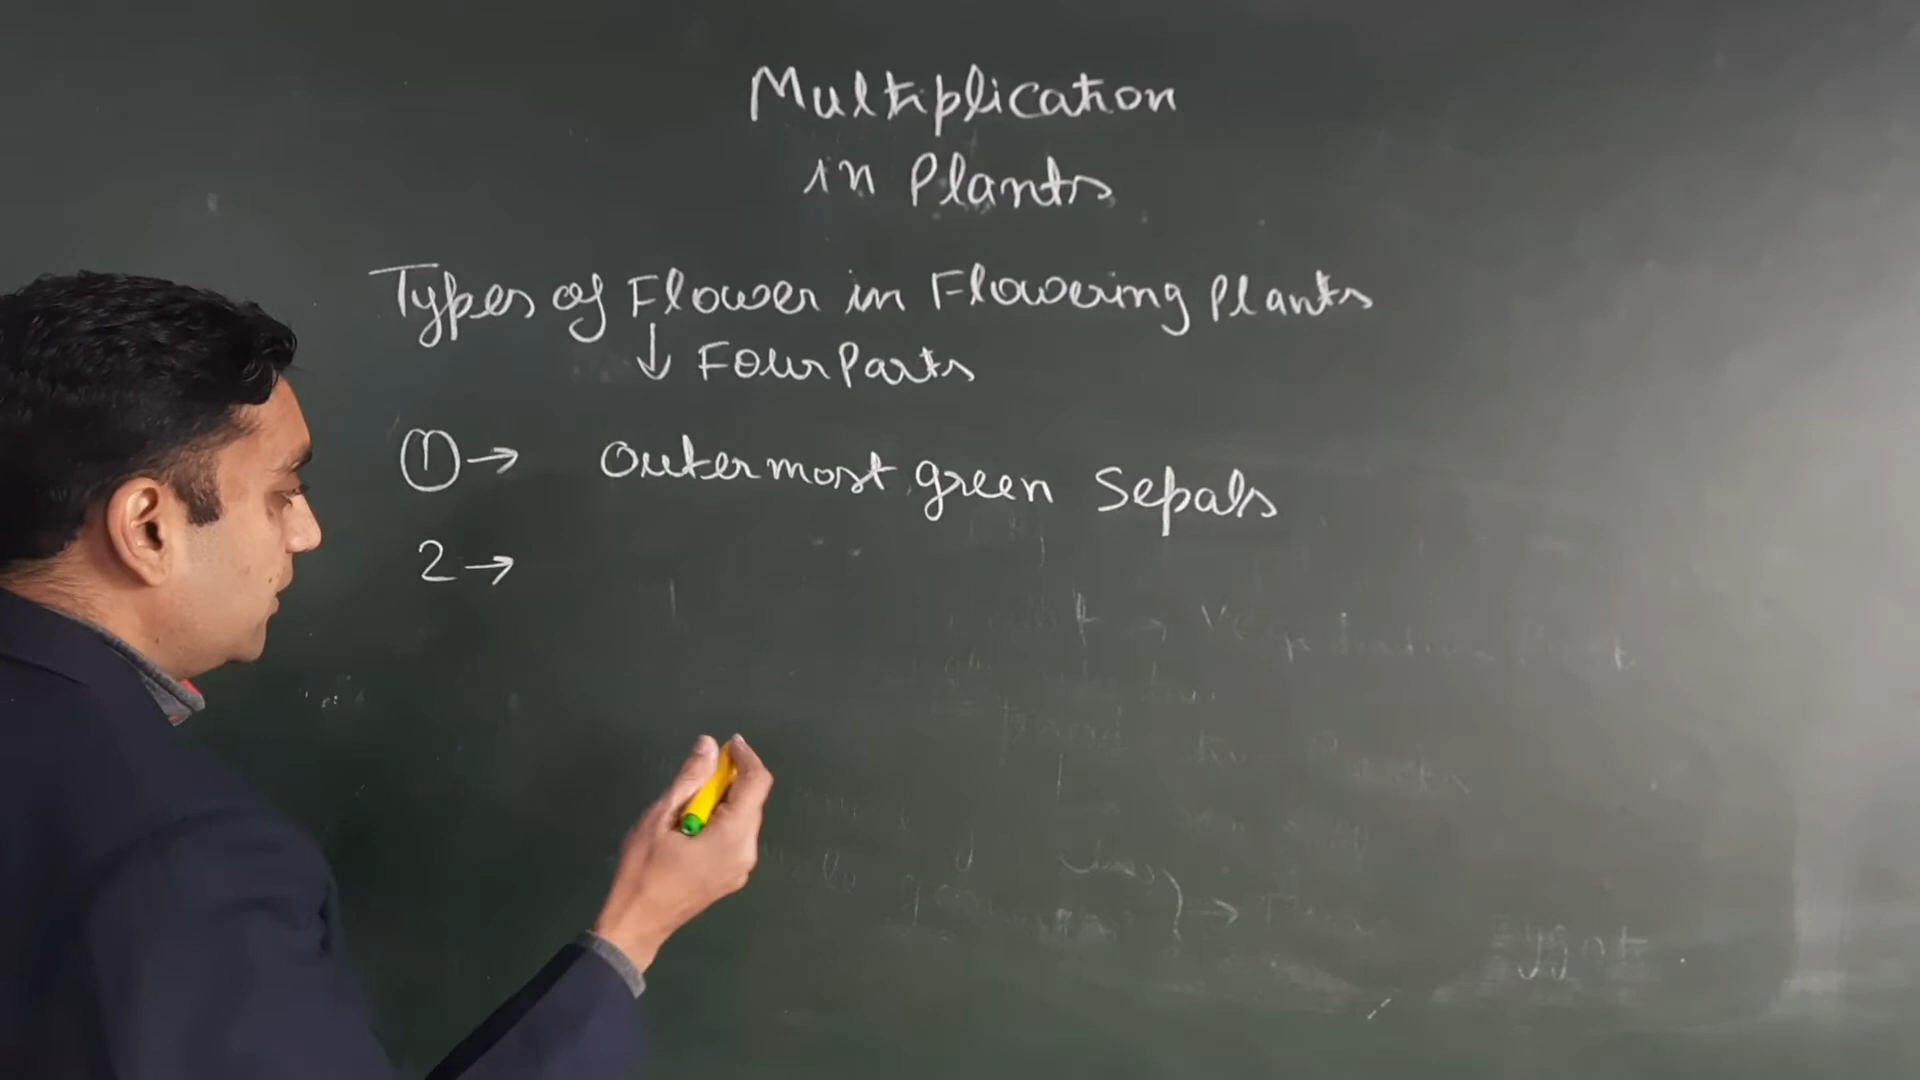 Multiplication
in Plants
Types of Flower in Flowering Plants
↓ Four Parts
① → Outermost green Sepals
2 →